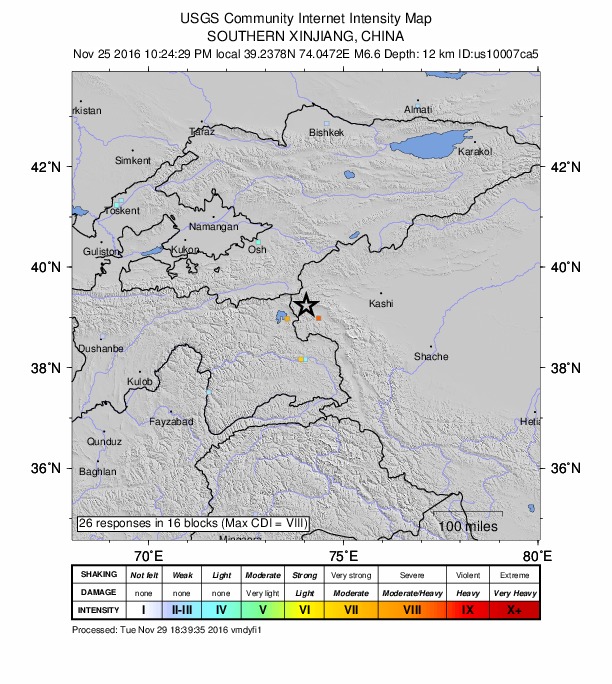 USGS Community Internet Intensity Map
SOUTHERN XINJIANG, CHINA
Nov 25 2016 10:24:29 PM local 39.2378N 74.0472E M6.6 Depth: 12 km ID:us10007ca5
rkistan
Almati
Taraz
Bishkek
42°N
42°N
Simkent
Karakol
Toskent
Namangan
Guliston
Kukon
Osh
40°N
40°N
Kashi
Dushanbe
Shache
38°N
38°N
Kulob
Fayzabad
Hetia
Qunduz
36°N
36°N
Baghlan
26 responses in 16 blocks (Max CDI = VIII)
100 miles
70°E
75°E
80°E
SHAKING Not felt Weak Light Moderate Strong Very strong Severe Violent Extreme
DAMAGE none none none Very light Light Moderate Moderate/Heavy Heavy Very Heavy
INTENSITY I II-III IV V VI VII VIII IX X+
Processed: Tue Nov 29 18:39:35 2016 vmdyfi1